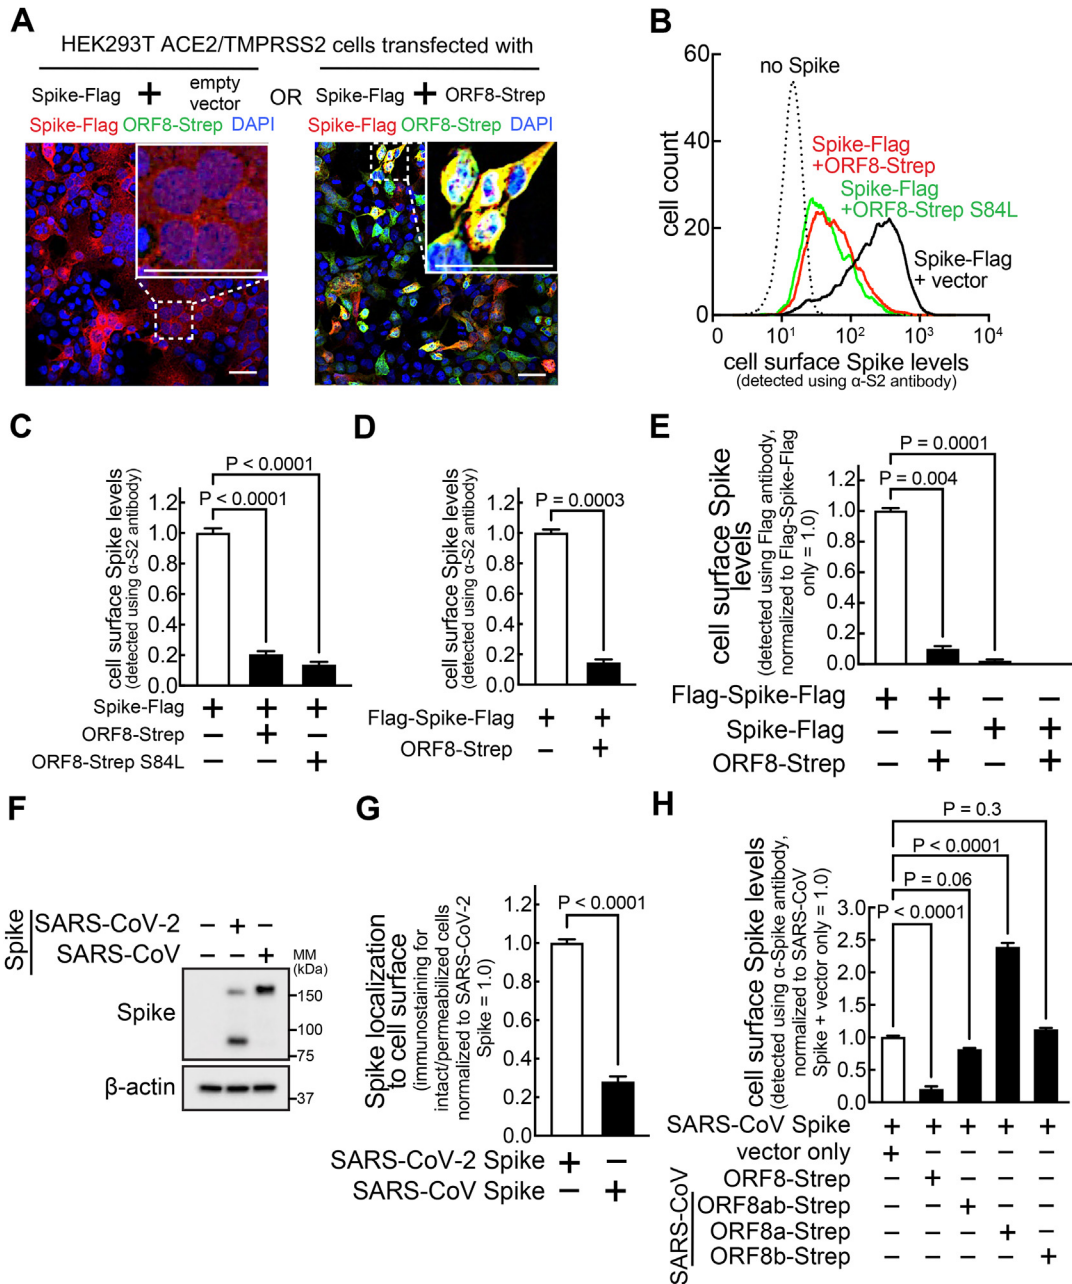 A
HEK293T ACE2/TMPRSS2 cells transfected with
Spike-Flag + empty vector OR Spike-Flag + ORF8-Strep
Spike-Flag ORF8-Strep DAPI
Spike-Flag ORF8-Strep DAPI
B
60
40
20
0
cell count
no Spike
Spike-Flag
+ORF8-Strep
Spike-Flag
+ORF8-Strep S84L
Spike-Flag
+ vector
0 10¹ 10² 10³ 10⁴
cell surface Spike levels
(detected using α-S2 antibody)
C
cell surface Spike levels
(detected using α-S2 antibody)
P < 0.0001
P < 0.0001
1.2
1.0
0.8
0.6
0.4
0.2
0.0
Spike-Flag + + +
ORF8-Strep − + −
ORF8-Strep S84L − − +
D
cell surface Spike levels
(detected using α-S2 antibody)
P = 0.0003
1.2
1.0
0.8
0.6
0.4
0.2
0.0
Flag-Spike-Flag + +
ORF8-Strep − +
E
cell surface Spike
levels
(detected using Flag antibody,
normalized to Flag-Spike-Flag
only = 1.0)
P = 0.0001
P = 0.004
1.2
1.0
0.8
0.6
0.4
0.2
0.0
Flag-Spike-Flag + + − −
Spike-Flag − − + +
ORF8-Strep − + − +
F
Spike
SARS-CoV-2 − + −
SARS-CoV − − +
MM
(kDa)
Spike
150
100
75
β-actin
37
G
Spike localization
to cell surface
(immunostaining for
intact/permeabilized cells
normalized to SARS-CoV-2
Spike = 1.0)
P < 0.0001
1.2
1.0
0.8
0.6
0.4
0.2
0.0
SARS-CoV-2 Spike + −
SARS-CoV Spike − +
H
cell surface Spike levels
(detected using α-Spike antibody,
normalized to SARS-CoV
Spike + vector only = 1.0)
P = 0.3
P < 0.0001
P = 0.06
P < 0.0001
3.0
2.5
2.0
1.5
1.0
0.5
0.0
SARS-CoV Spike + + + + +
vector only + − − − −
ORF8-Strep − + − − −
SARS-CoV
ORF8ab-Strep − − + − −
ORF8a-Strep − − − + −
ORF8b-Strep − − − − +